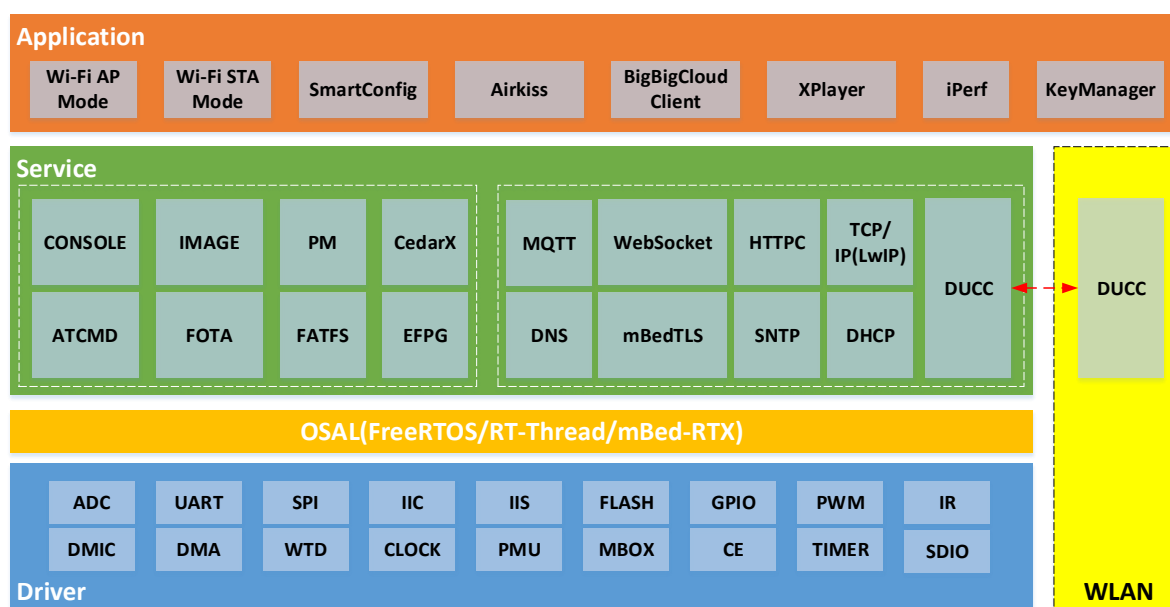 Application
Wi-Fi AP
Mode
Wi-Fi STA
Mode
SmartConfig
Airkiss
BigBigCloud
Client
XPlayer
iPerf
KeyManager
Service
CONSOLE
IMAGE
PM
CedarX
MQTT
WebSocket
HTTPC
TCP/
IP(LwIP)
DUCC
DUCC
ATCMD
FOTA
FATFS
EFPG
DNS
mBedTLS
SNTP
DHCP
OSAL(FreeRTOS/RT-Thread/mBed-RTX)
ADC
UART
SPI
IIC
IIS
FLASH
GPIO
PWM
IR
DMIC
DMA
WTD
CLOCK
PMU
MBOX
CE
TIMER
SDIO
Driver
WLAN